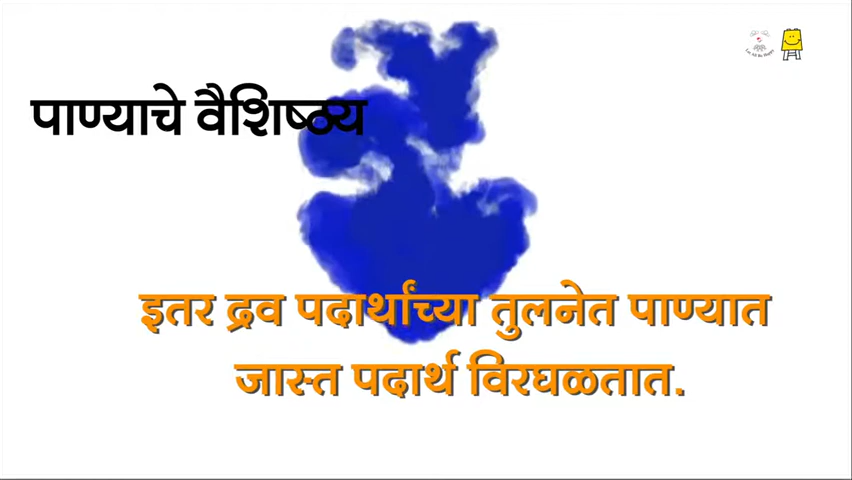 पाण्याचे वैशिष्ठ्य
इतर द्रव पदार्थांच्या तुलनेत पाण्यात
जास्त पदार्थ विरघळतात.